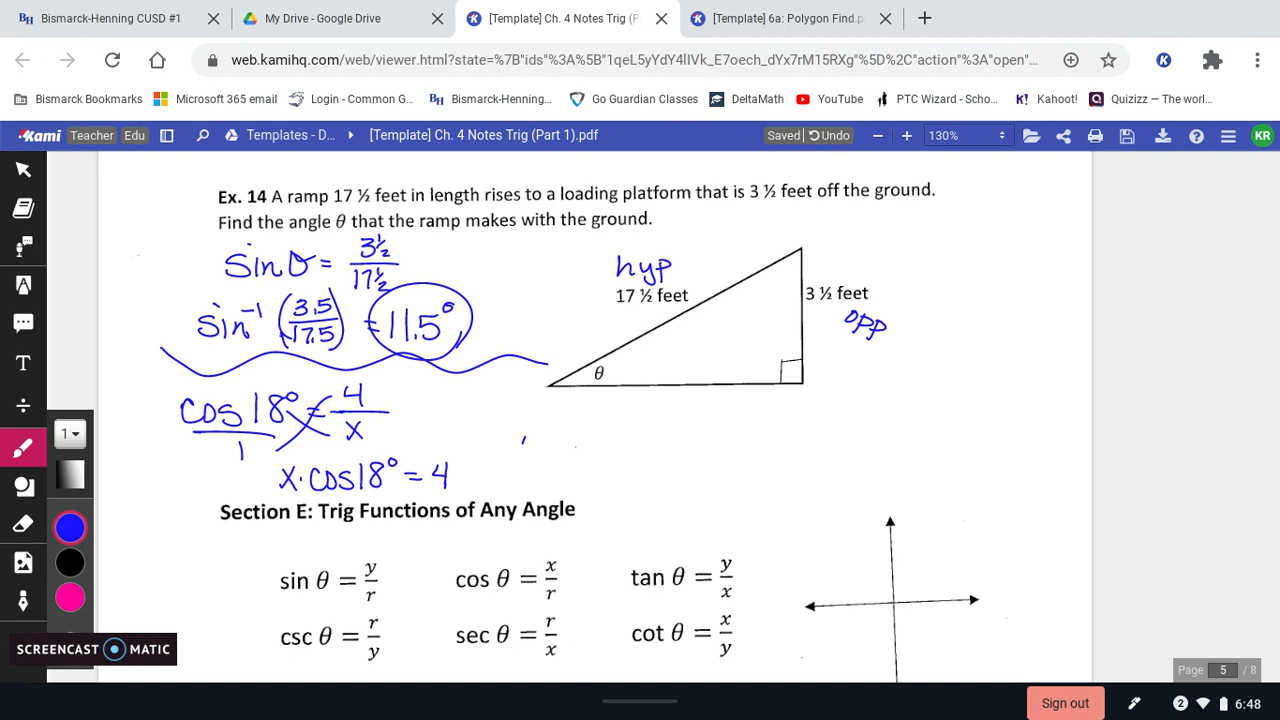 Bismarck-Henning CUSD #1
My Drive - Google Drive
[Template] Ch. 4 Notes Trig (P
[Template] 6a: Polygon Find.p
web.kamihq.com/web/viewer.html?state=%7B"ids"%3A%5B"1qeL5yYdY4lIVk_E7oech_dYx7rM15RXg"%5D%2C"action"%3A"open"...
Bismarck Bookmarks
Microsoft 365 email
Login - Common G...
Bismarck-Henning...
Go Guardian Classes
DeltaMath
YouTube
PTC Wizard - Scho...
Kahoot!
Quizizz — The worl...
Kami Teacher Edu
Templates - D...
[Template] Ch. 4 Notes Trig (Part 1).pdf
Saved Undo
130%
KR
Ex. 14 A ramp 17 ½ feet in length rises to a loading platform that is 3 ½ feet off the ground.
Find the angle θ that the ramp makes with the ground.
sin θ = 3½/17½
hyp
17 ½ feet
3 ½ feet
opp
sin⁻¹ (3.5/17.5) = 11.5°
θ
cos 18°/1 = 4/x
x·cos 18° = 4
1
Section E: Trig Functions of Any Angle
sin θ = y/r cos θ = x/r tan θ = y/x
csc θ = r/y sec θ = r/x cot θ = x/y
SCREENCAST MATIC
Page 5 / 8
Sign out
2
6:48